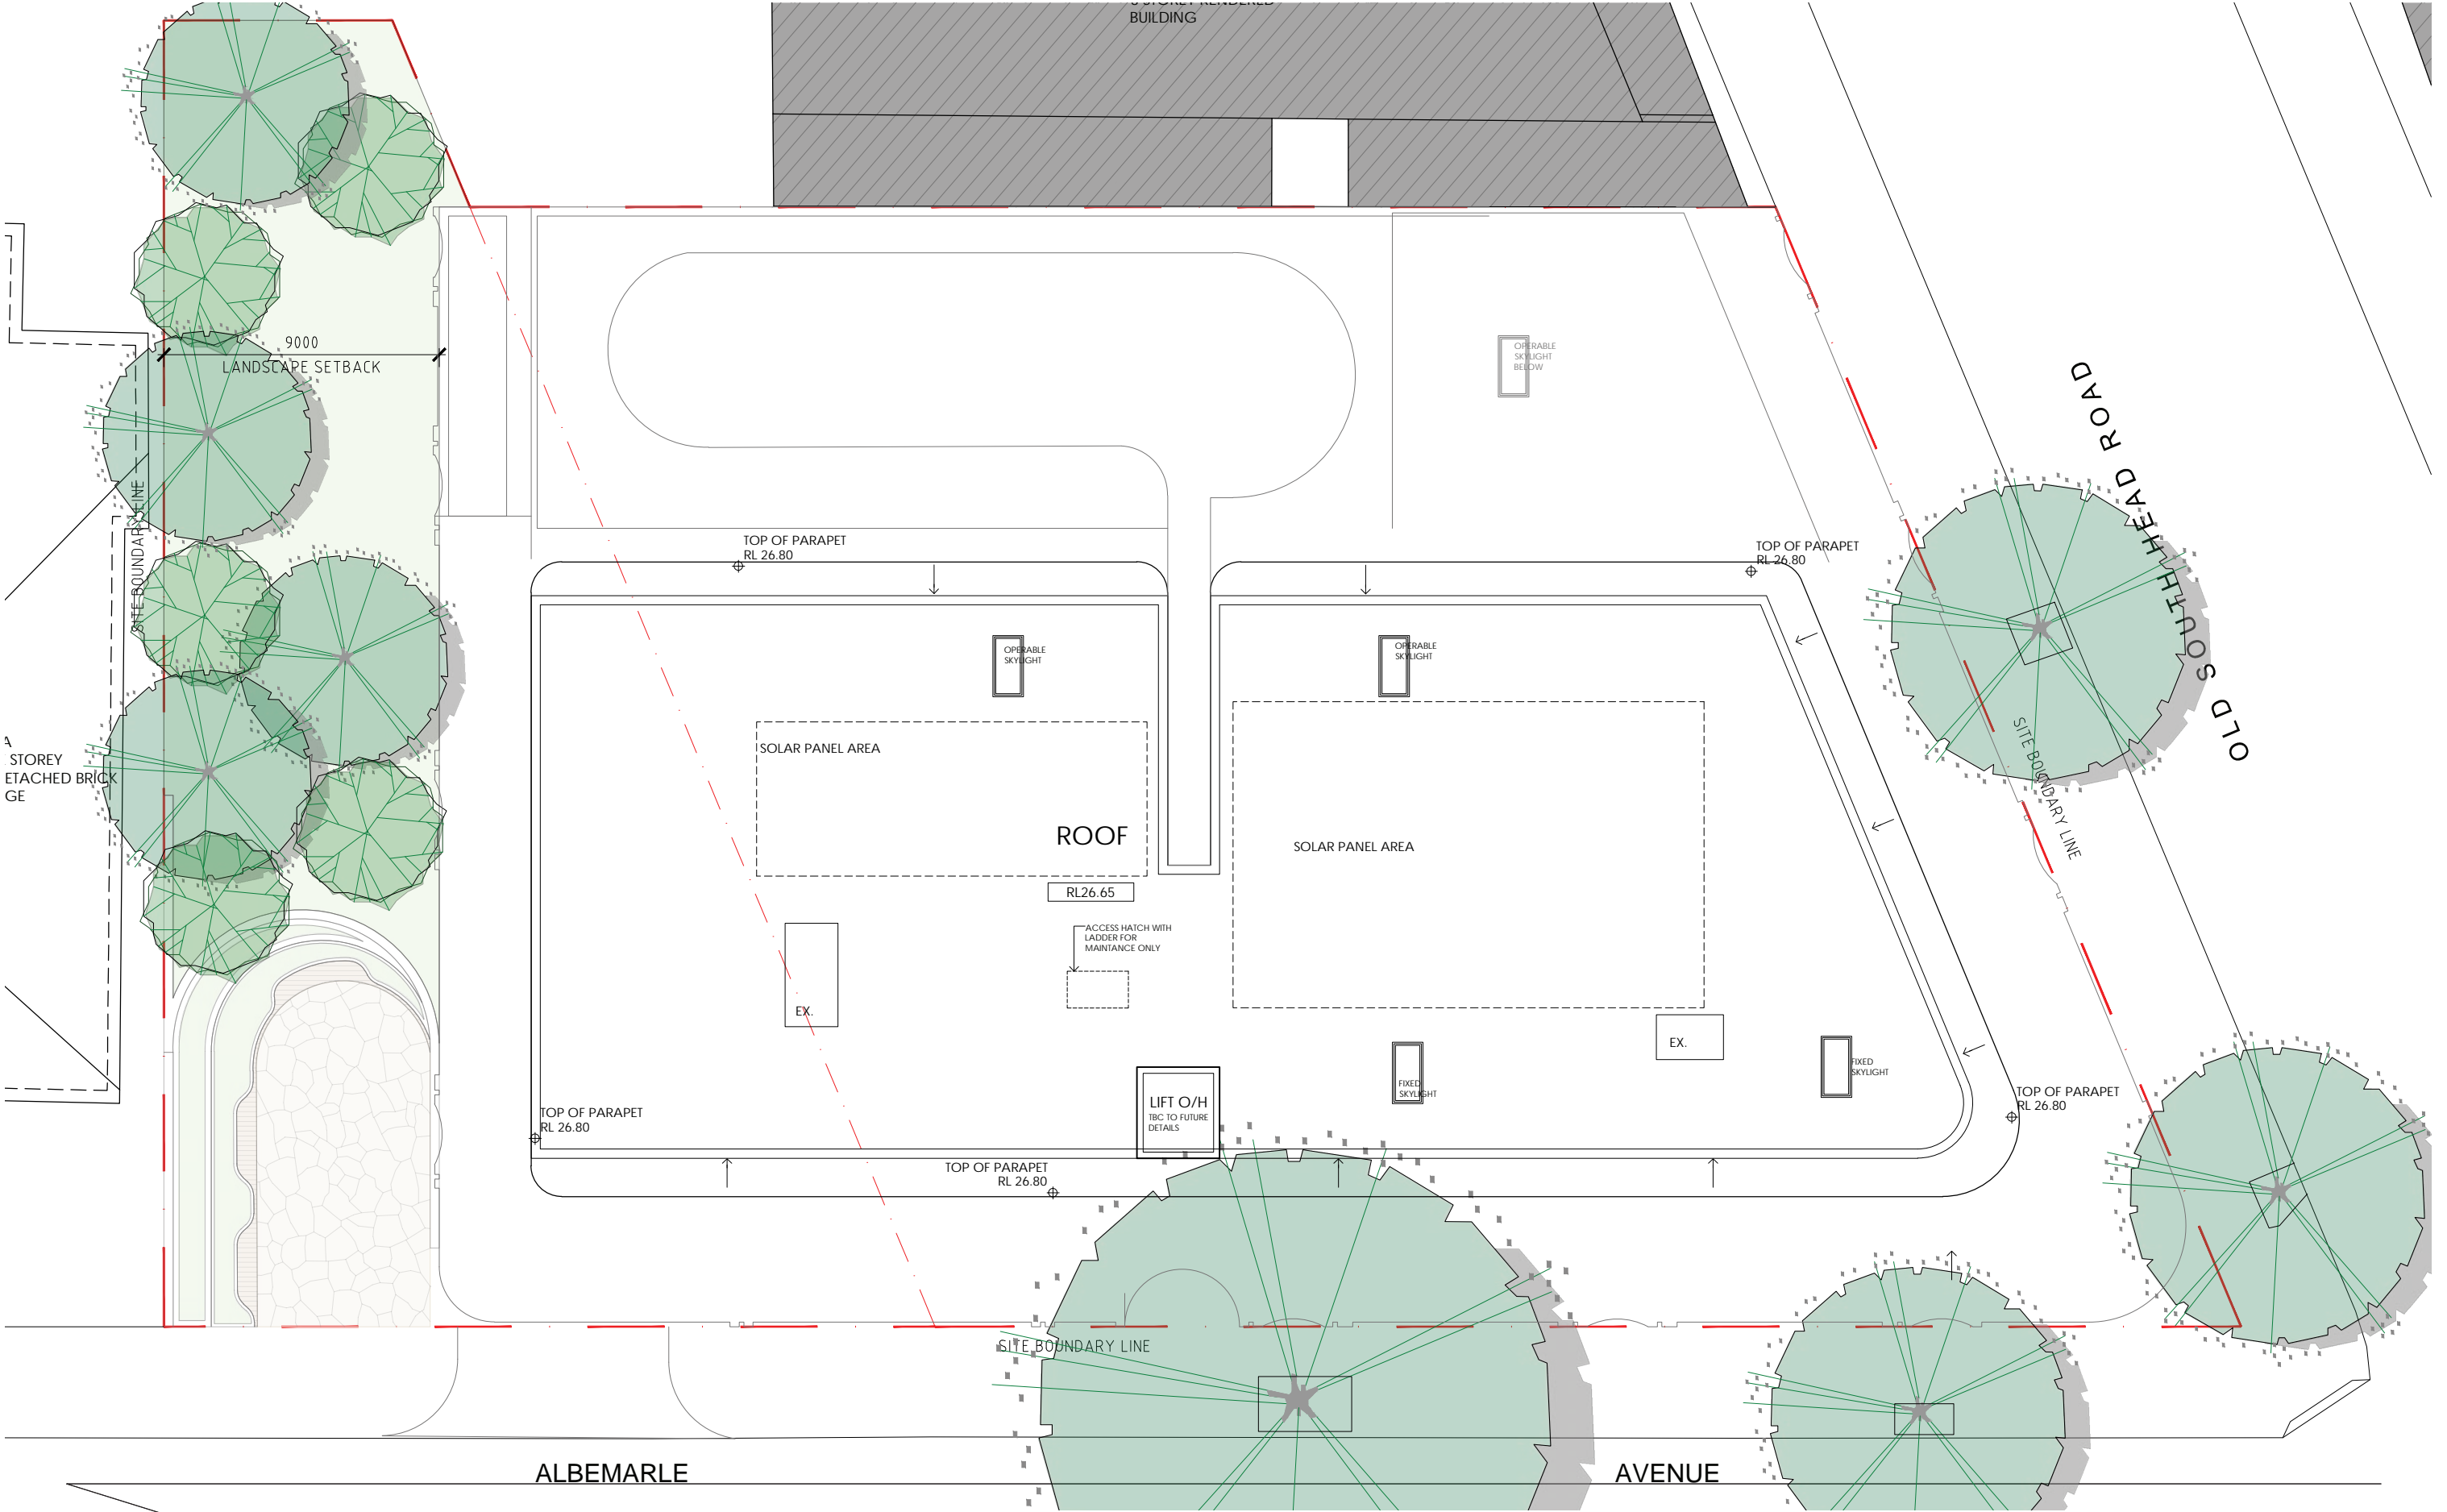 BUILDING
9000
LANDSCAPE SETBACK
OPERABLE
SKYLIGHT
BELOW
OLD SOUTH HEAD ROAD
SITE BOUNDARY LINE
TOP OF PARAPET
RL 26.80
TOP OF PARAPET
RL 26.80
OPERABLE
SKYLIGHT
OPERABLE
SKYLIGHT
SITE BOUNDARY LINE
A
STOREY
ETACHED BRICK
GE
SOLAR PANEL AREA
ROOF
SOLAR PANEL AREA
RL26.65
ACCESS HATCH WITH
LADDER FOR
MAINTANCE ONLY
EX.
EX.
FIXED
SKYLIGHT
FIXED
SKYLIGHT
LIFT O/H
TBC TO FUTURE
DETAILS
TOP OF PARAPET
RL 26.80
TOP OF PARAPET
RL 26.80
TOP OF PARAPET
RL 26.80
SITE BOUNDARY LINE
ALBEMARLE AVENUE